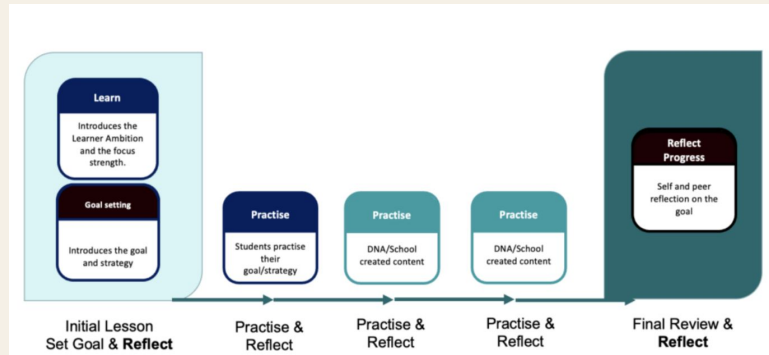 Learn
Introduces the
Learner Ambition
and the focus
strength.
Goal setting
Introduces the goal
and strategy
Practise
Students practise
their
goal/strategy
Practise
DNA/School
created content
Practise
DNA/School
created content
Reflect
Progress
Self and peer
reflection on the
goal
Initial Lesson
Set Goal & Reflect
Practise &
Reflect
Practise &
Reflect
Practise &
Reflect
Final Review &
Reflect